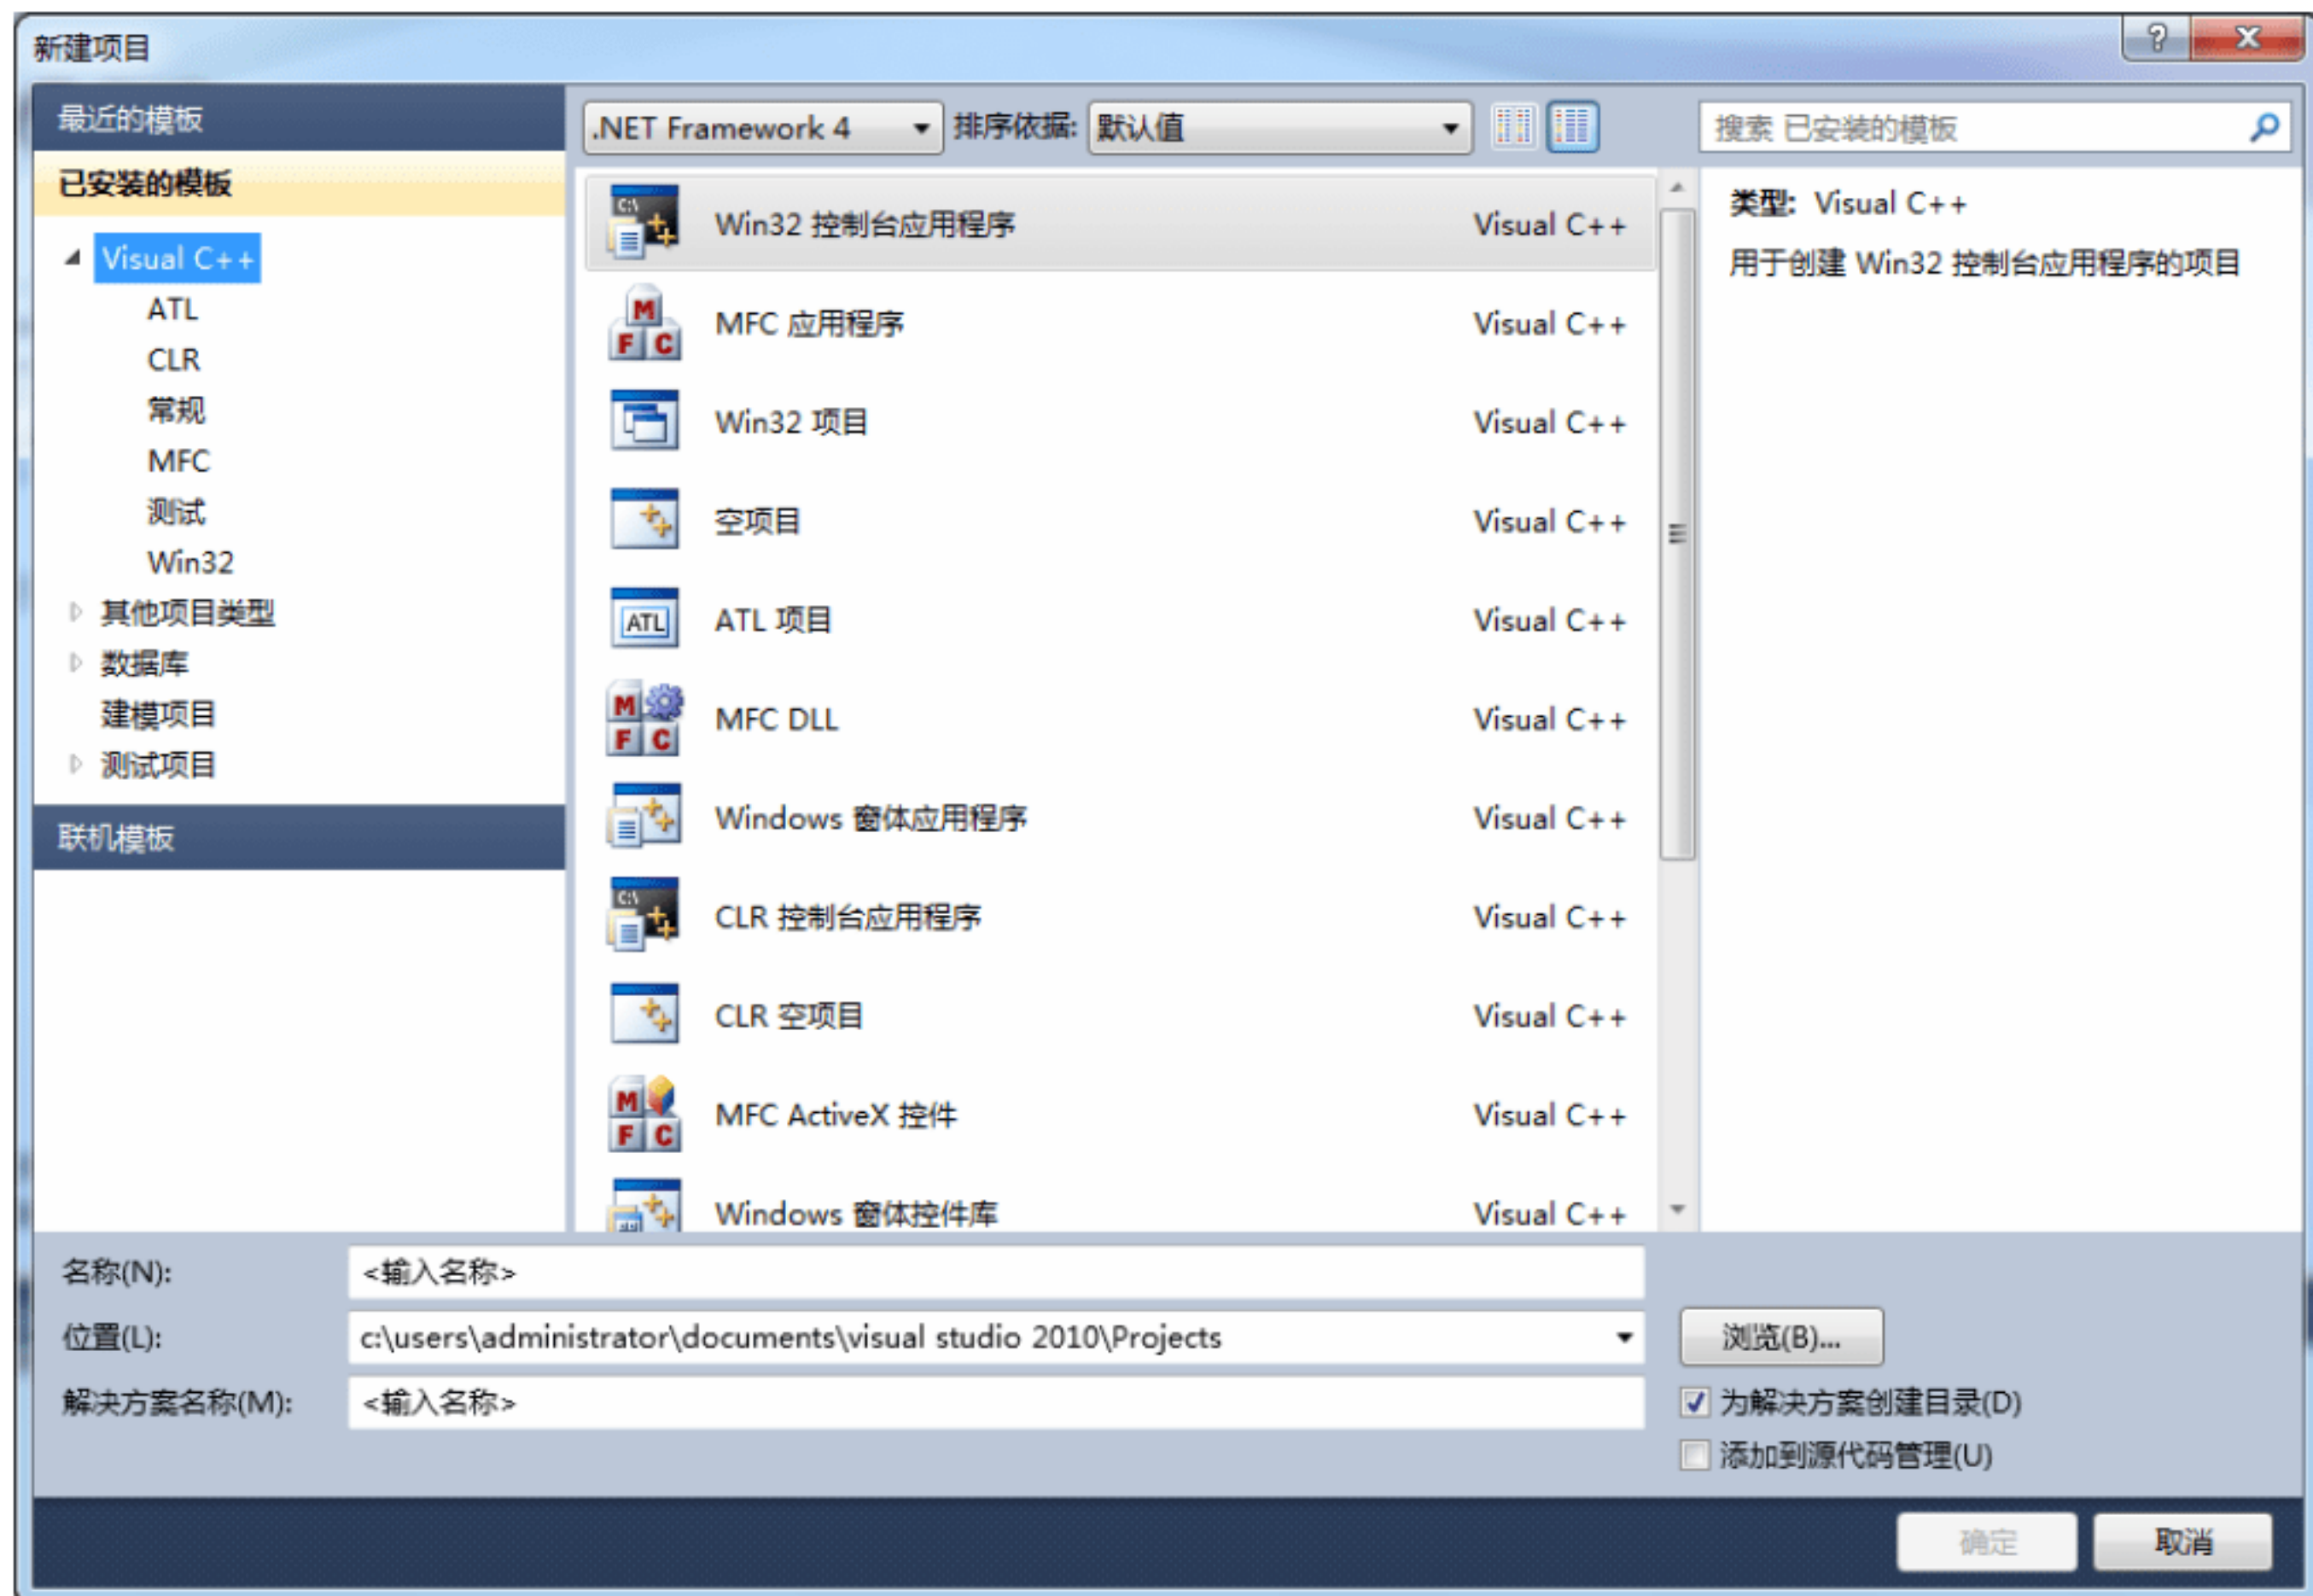 新建项目
最近的模板
已安装的模板
Visual C++
ATL
CLR
常规
MFC
测试
Win32
其他项目类型
数据库
建模项目
测试项目
联机模板
.NET Framework 4 排序依据: 默认值
搜索 已安装的模板
Win32 控制台应用程序 Visual C++
MFC 应用程序 Visual C++
Win32 项目 Visual C++
空项目 Visual C++
ATL 项目 Visual C++
MFC DLL Visual C++
Windows 窗体应用程序 Visual C++
CLR 控制台应用程序 Visual C++
CLR 空项目 Visual C++
MFC ActiveX 控件 Visual C++
Windows 窗体控件库 Visual C++
类型: Visual C++
用于创建 Win32 控制台应用程序的项目
名称(N): <输入名称>
位置(L): c:\users\administrator\documents\visual studio 2010\Projects 浏览(B)...
解决方案名称(M): <输入名称> 为解决方案创建目录(D)
添加到源代码管理(U)
确定 取消